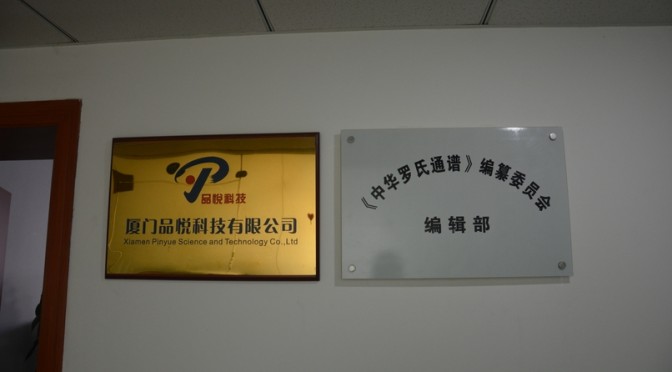 品悦科技
厦门品悦科技有限公司
Xiamen Pinyue Science and Technology Co.,Ltd
《中华罗氏通谱》编纂委员会
编辑部